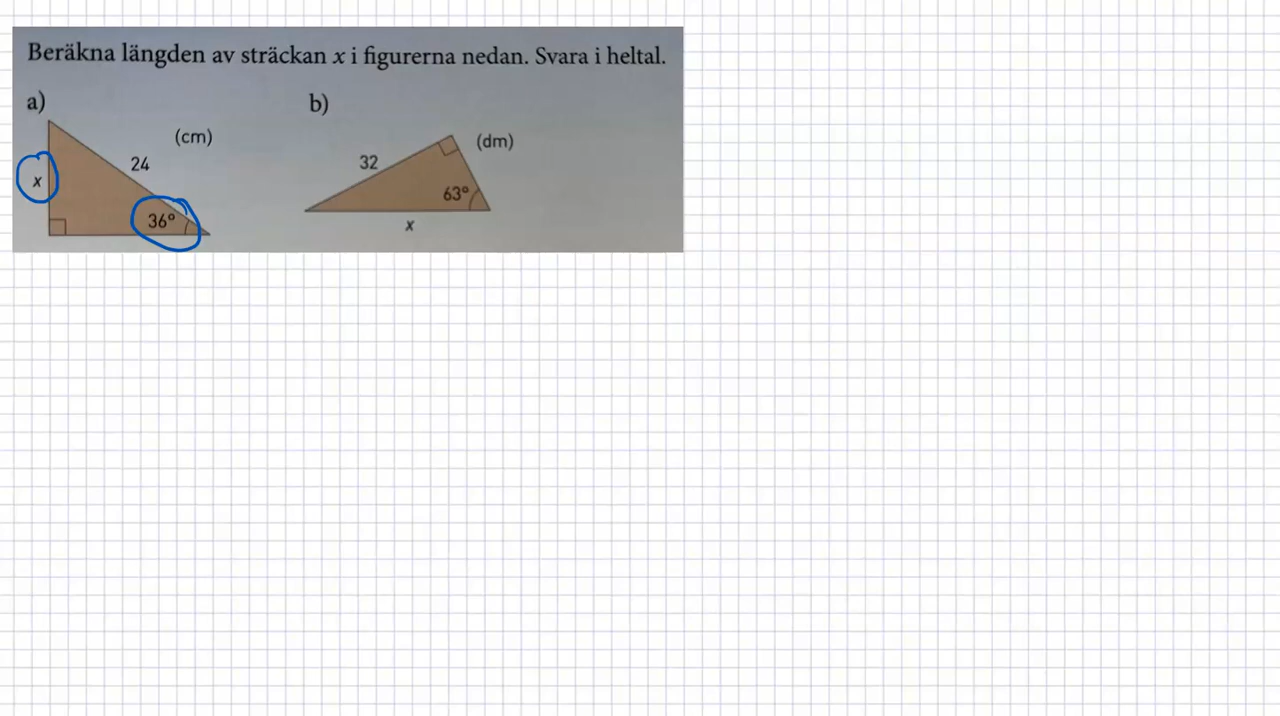 Beräkna längden av sträckan x i figurerna nedan. Svara i heltal.
a)
(cm)
24
x
36°
b)
(dm)
32
63°
x